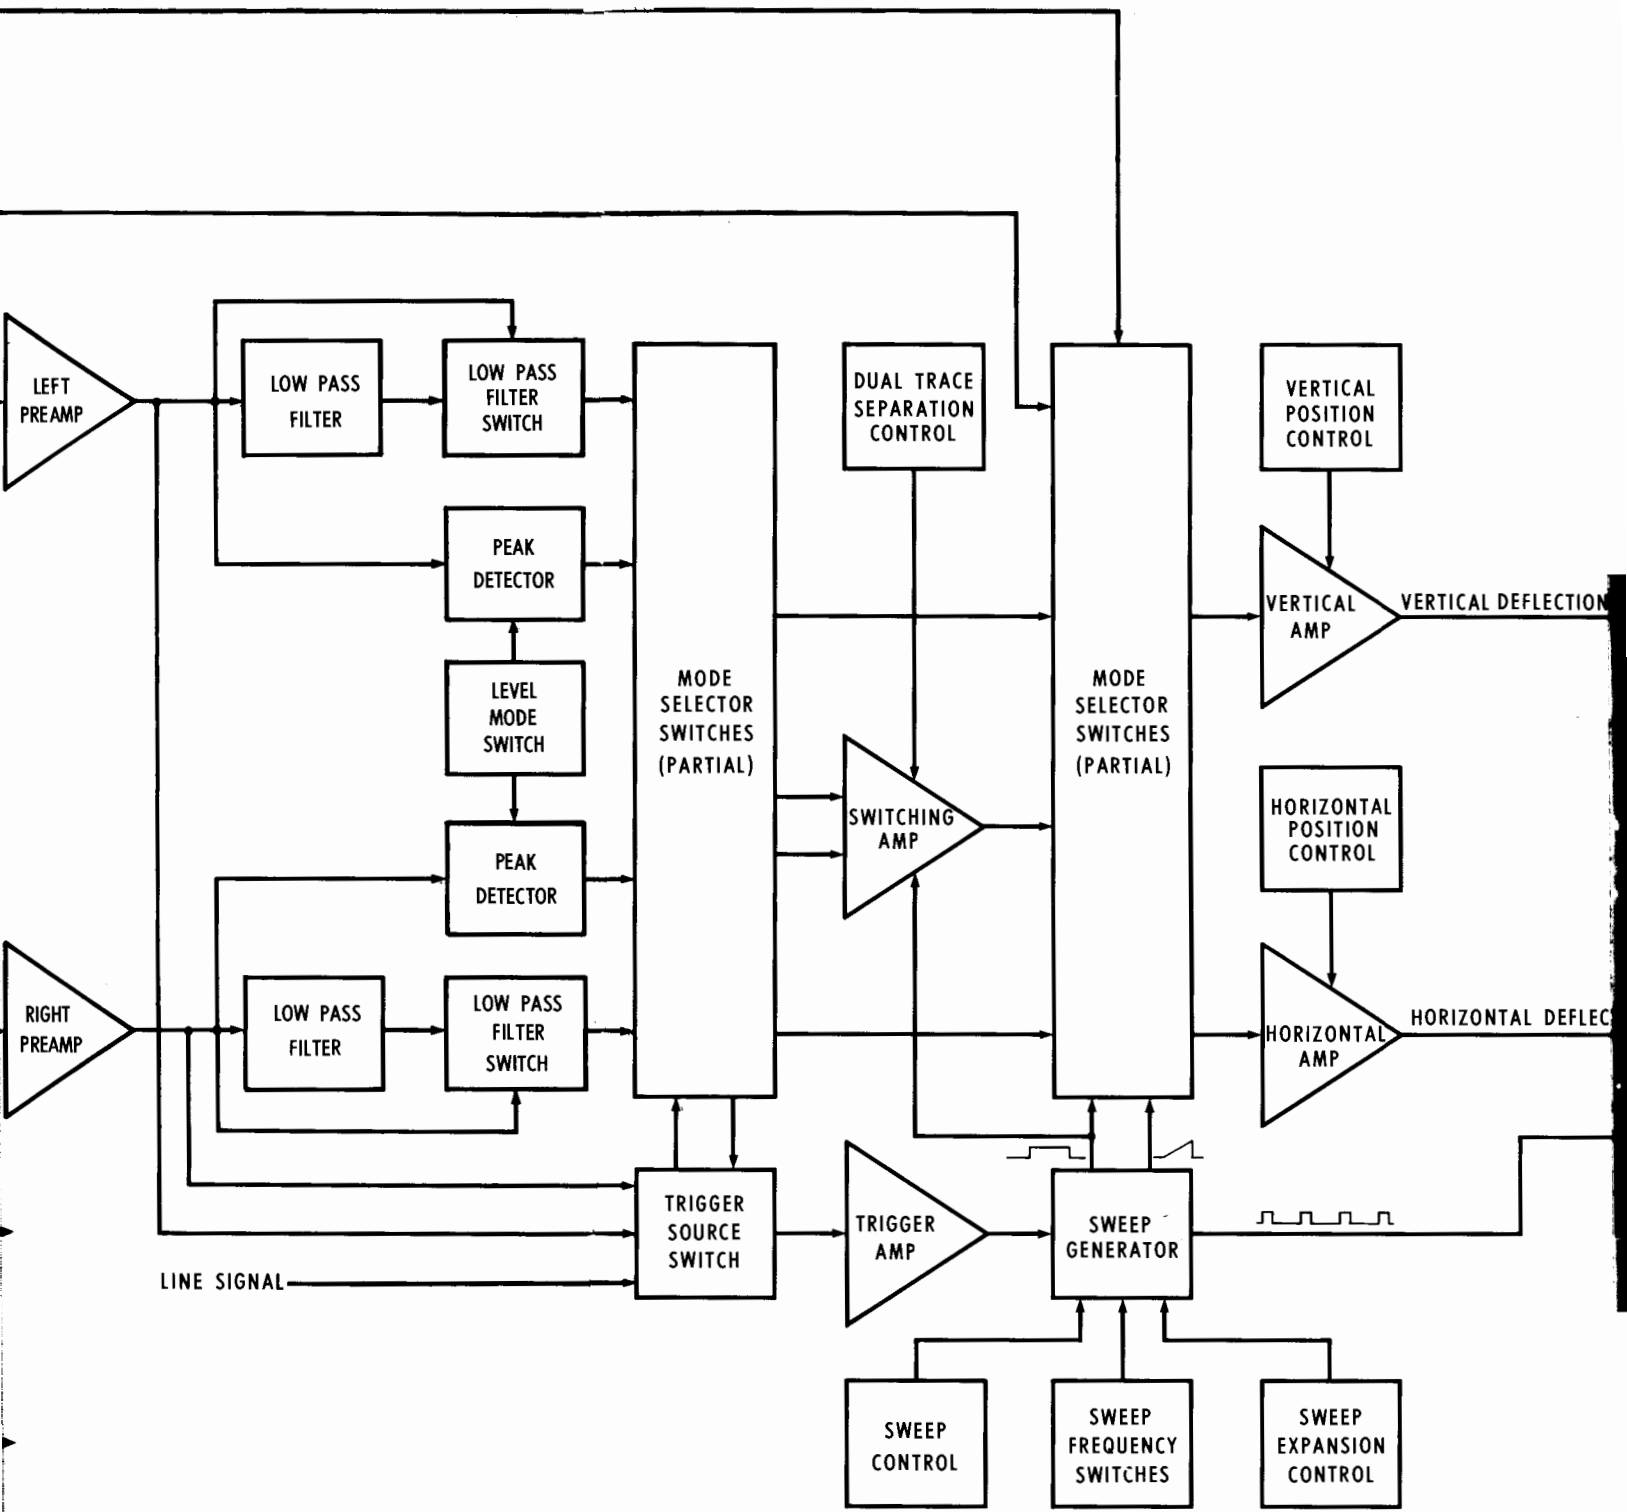 LEFT
PREAMP
LOW PASS
FILTER
LOW PASS
FILTER
SWITCH
PEAK
DETECTOR
LEVEL
MODE
SWITCH
PEAK
DETECTOR
RIGHT
PREAMP
LOW PASS
FILTER
LOW PASS
FILTER
SWITCH
MODE
SELECTOR
SWITCHES
(PARTIAL)
DUAL TRACE
SEPARATION
CONTROL
SWITCHING
AMP
MODE
SELECTOR
SWITCHES
(PARTIAL)
VERTICAL
POSITION
CONTROL
VERTICAL
AMP
VERTICAL DEFLECTION
HORIZONTAL
POSITION
CONTROL
HORIZONTAL
AMP
HORIZONTAL DEFLEC
LINE SIGNAL
TRIGGER
SOURCE
SWITCH
TRIGGER
AMP
SWEEP
GENERATOR
SWEEP
CONTROL
SWEEP
FREQUENCY
SWITCHES
SWEEP
EXPANSION
CONTROL